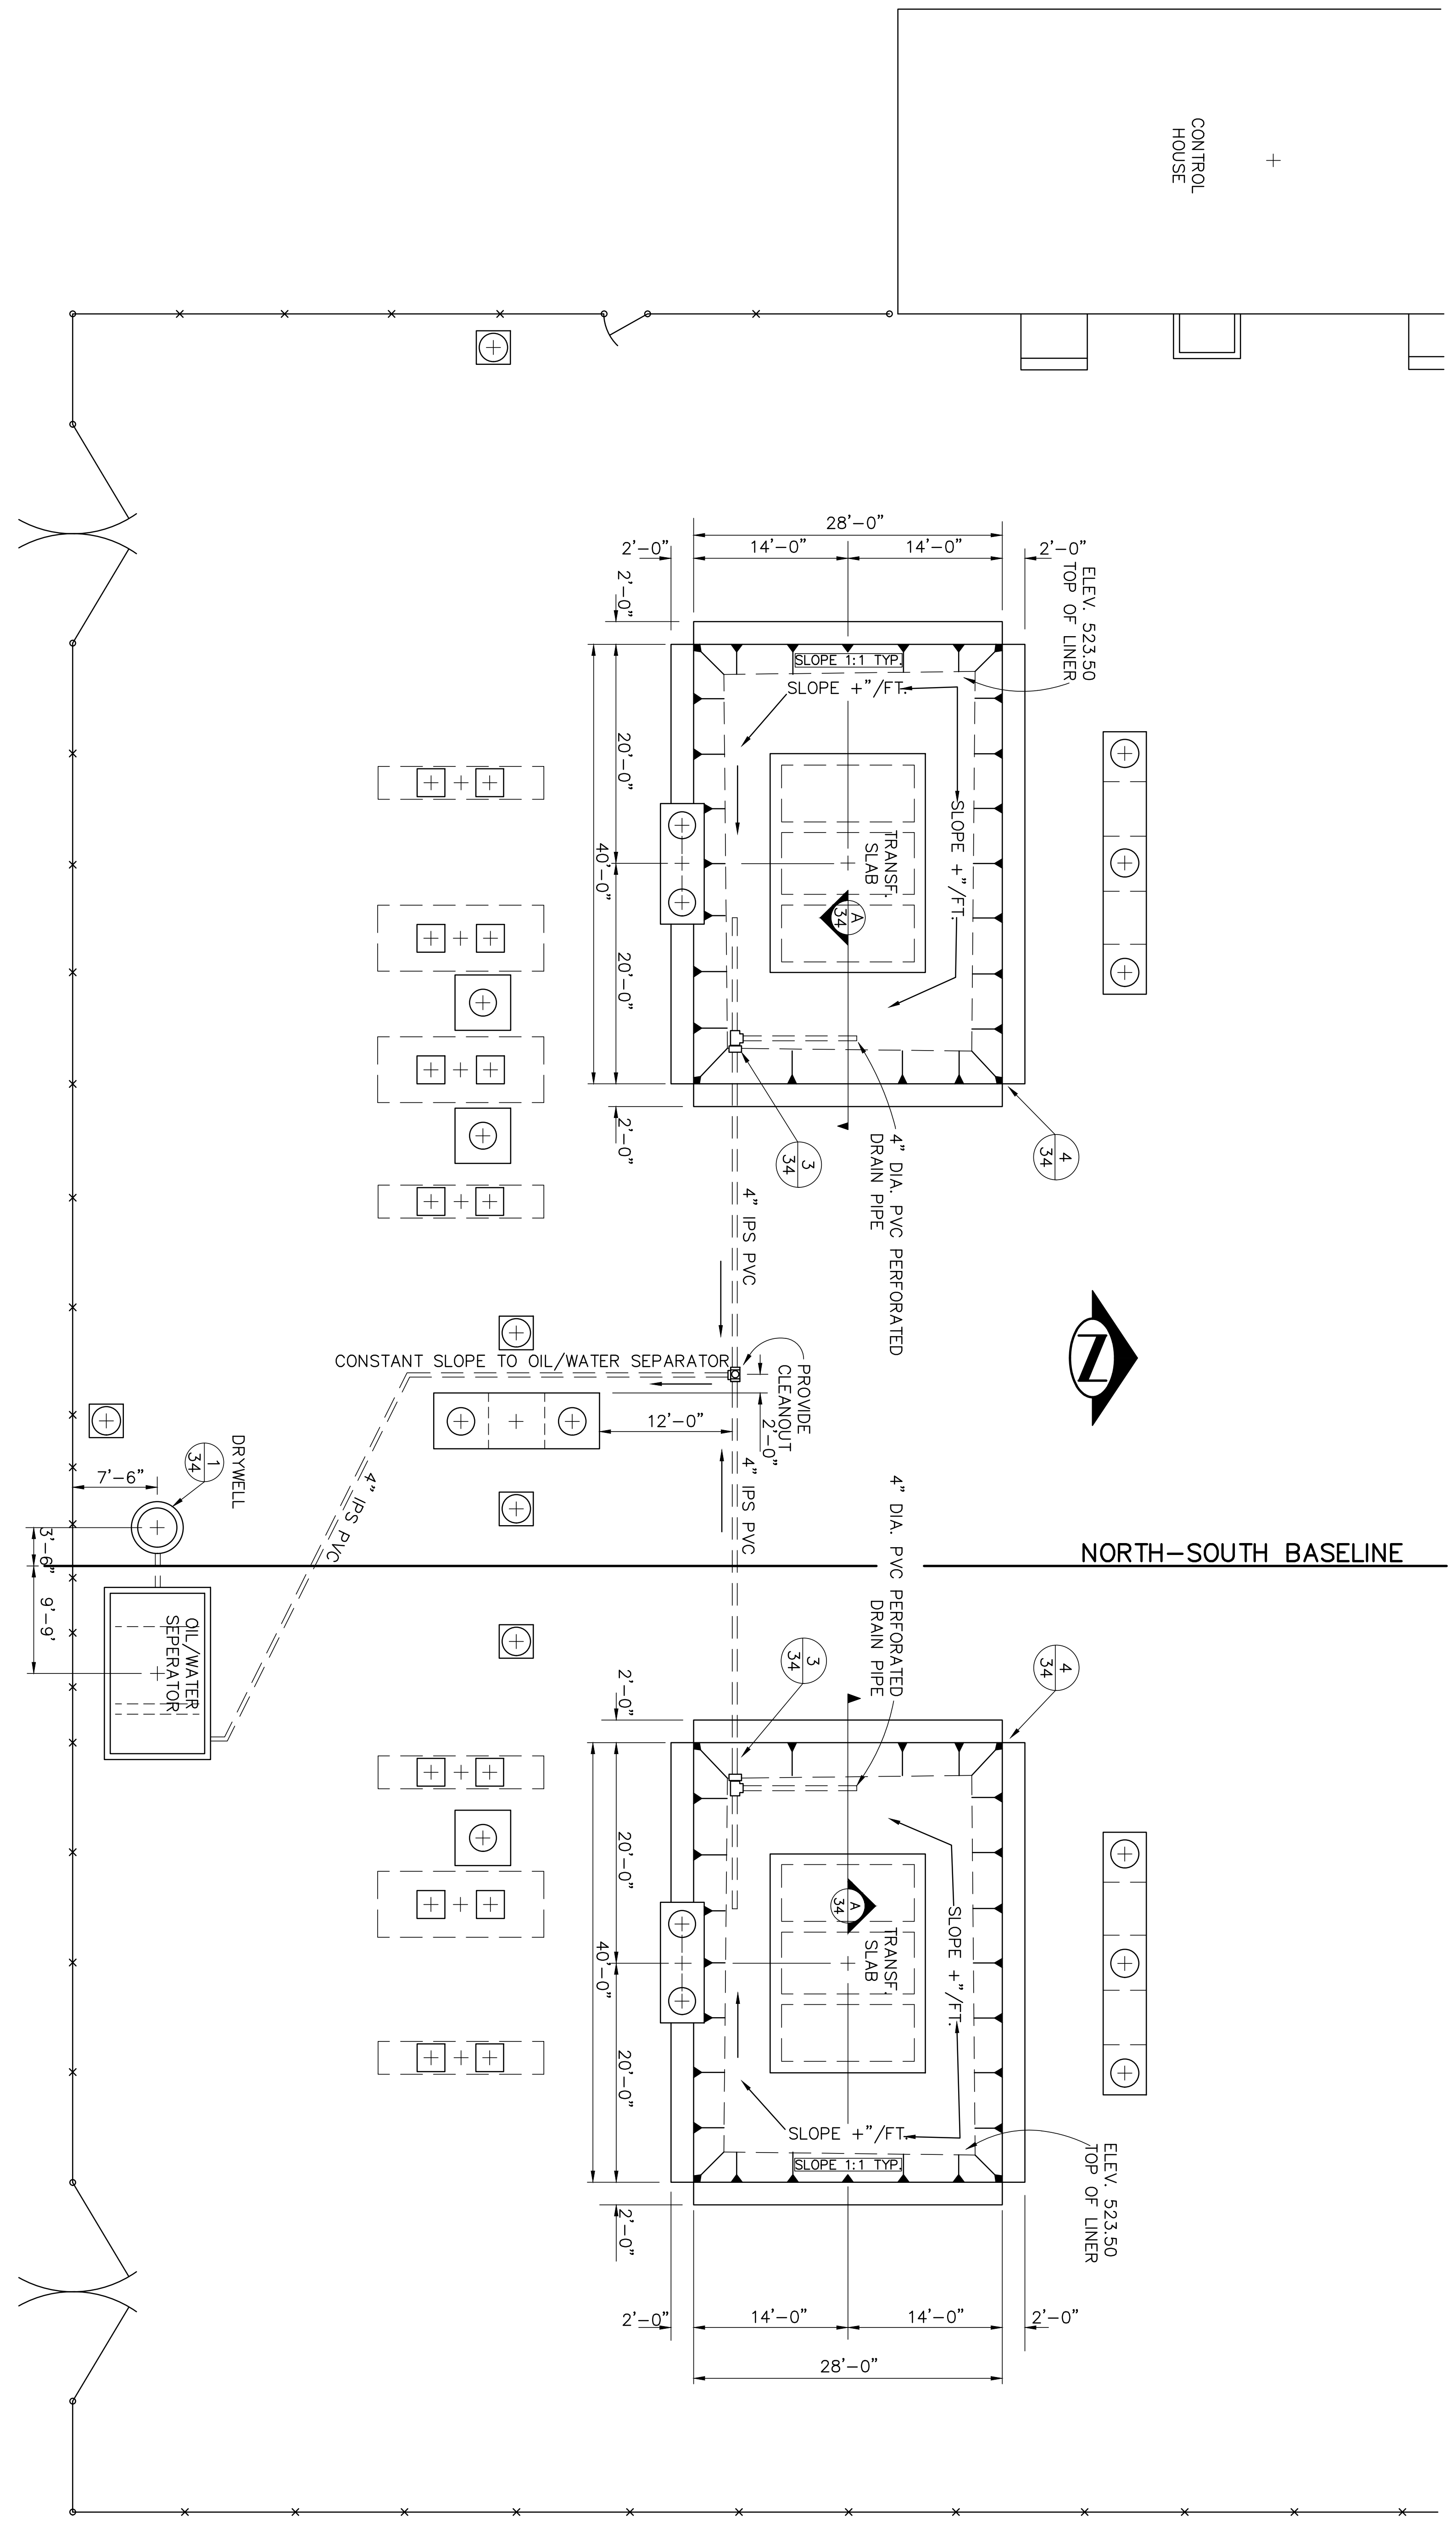 CONTROL
HOUSE
28'-0"
2'-0"
14'-0"
14'-0"
2'-0"
ELEV. 523.50
TOP OF LINER
2'-0"
SLOPE 1:1 TYP.
SLOPE +"/FT.
20'-0"
40'-0"
20'-0"
SLOPE +"/FT.
TRANSF.
SLAB
A
34
2'-0"
3
34
4
34
4" DIA. PVC PERFORATED
DRAIN PIPE
4" IPS PVC
Z
CONSTANT SLOPE TO OIL/WATER SEPARATOR
PROVIDE
CLEANOUT
2'-0"
12'-0"
4" IPS PVC
4" IPS PVC
DRYWELL
1
34
7'-6"
3'-6"
9'-9'
NORTH-SOUTH BASELINE
OIL/WATER
SEPERATOR
4" DIA. PVC PERFORATED
DRAIN PIPE
3
34
4
34
2'-0"
20'-0"
40'-0"
20'-0"
A
34
TRANSF.
SLAB
SLOPE +"/FT.
SLOPE +"/FT.
SLOPE 1:1 TYP.
ELEV. 523.50
TOP OF LINER
2'-0"
2'-0"
14'-0"
14'-0"
2'-0"
28'-0"